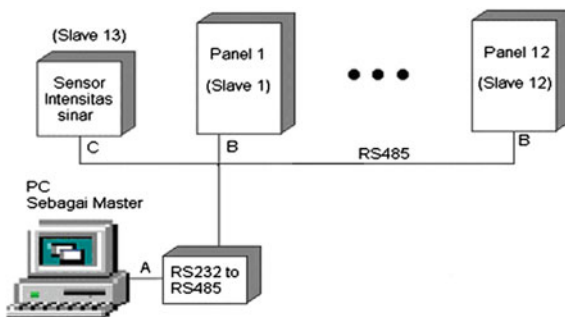 (Slave 13)
Sensor
Intensitas
sinar
C
Panel 1
(Slave 1)
B
Panel 12
(Slave 12)
B
RS485
PC
Sebagai Master
A
RS232 to
RS485